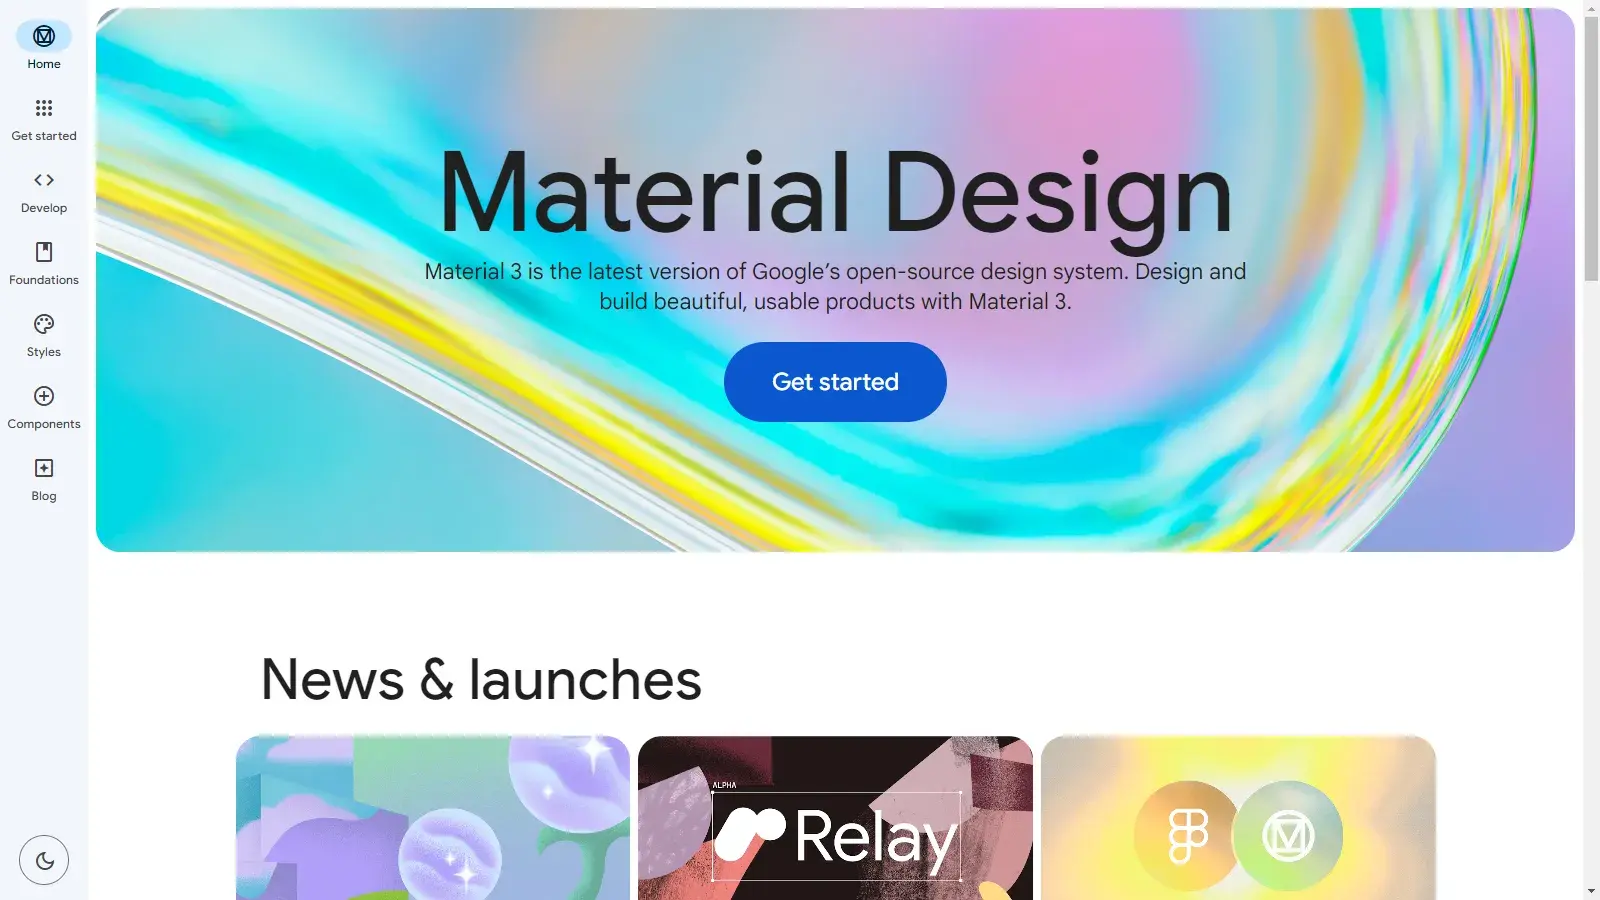 Home
Get started
Develop
Foundations
Styles
Components
Blog
Material Design
Material 3 is the latest version of Google’s open-source design system. Design and
build beautiful, usable products with Material 3.
Get started
News & launches
ALPHA
Relay